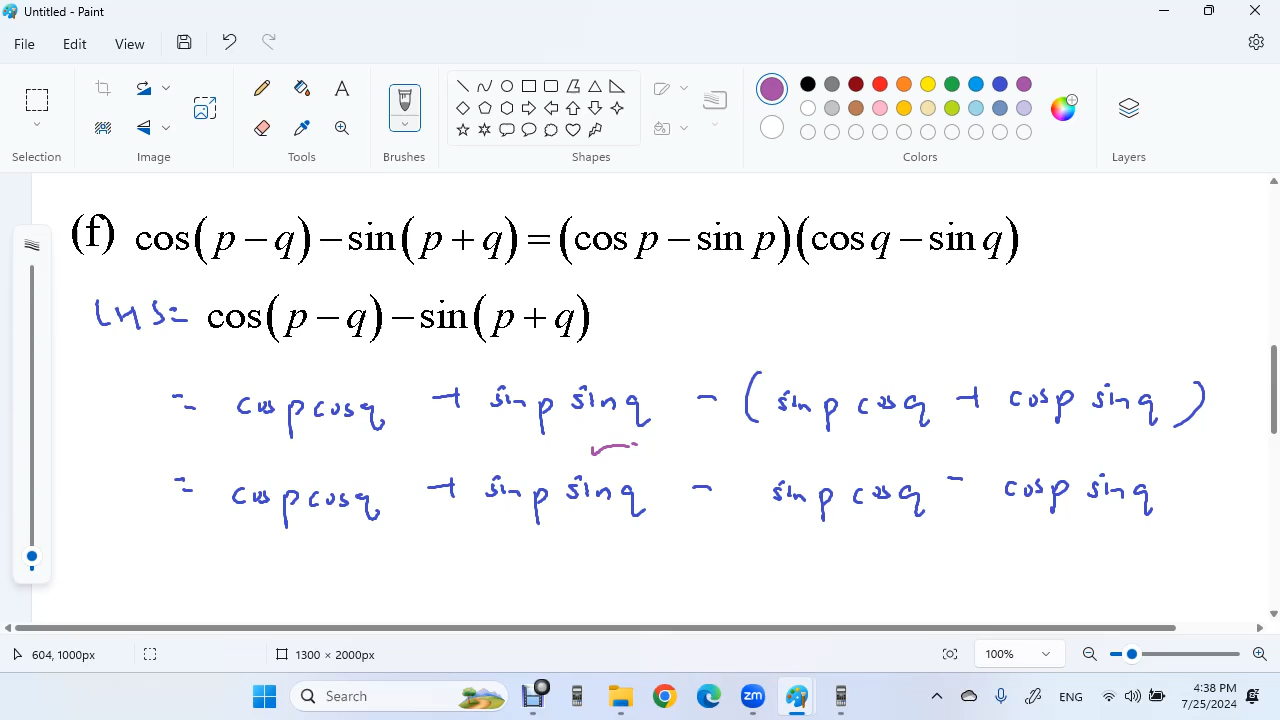 Untitled - Paint
File Edit View
Selection Image Tools Brushes Shapes Colors Layers
(f) cos(p−q)−sin(p+q)=(cos p−sin p)(cos q−sin q)
LHS= cos(p−q)−sin(p+q)
= cos p cos q + sin p sin q − (sin p cos q + cos p sin q)
= cos p cos q + sin p sin q − sin p cos q − cos p sin q
604, 1000px 1300 × 2000px 100%
Search zm ENG 4:38 PM
7/25/2024